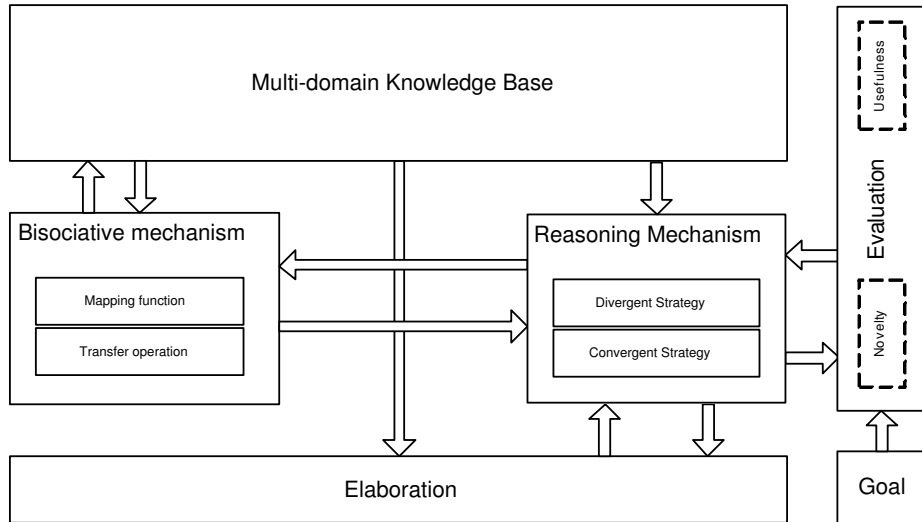 Multi-domain Knowledge Base
Usefulness
Evaluation
Novelty
Bisociative mechanism
Mapping function
Transfer operation
Reasoning Mechanism
Divergent Strategy
Convergent Strategy
Elaboration
Goal